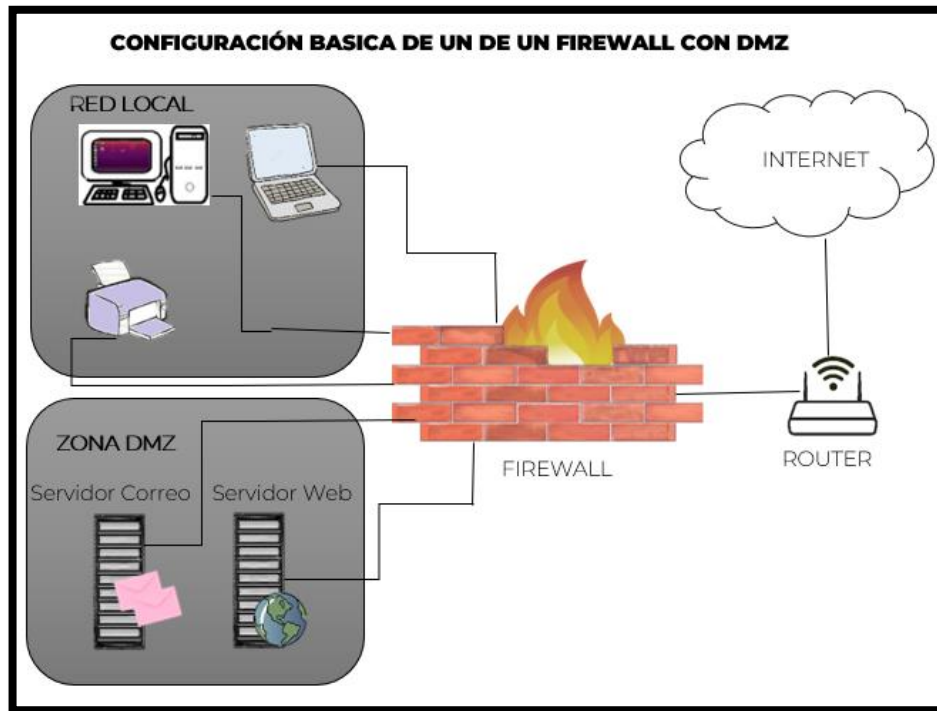 CONFIGURACIÓN BASICA DE UN DE UN FIREWALL CON DMZ
RED LOCAL
INTERNET
ZONA DMZ
FIREWALL
ROUTER
Servidor Correo
Servidor Web